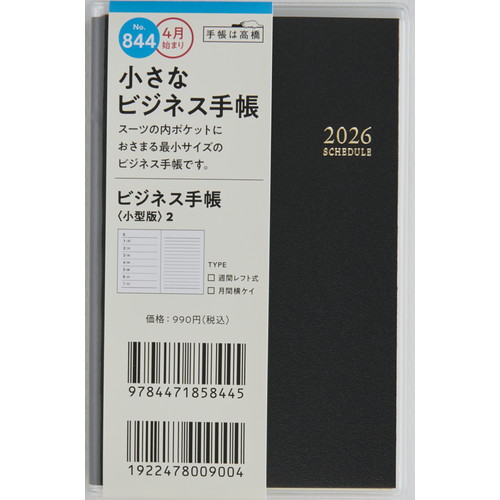 No.
844
4月
始まり
手帳は高橋
小さな
ビジネス手帳
スーツの内ポケットに
おさまる最小サイズの
ビジネス手帳です。
ビジネス手帳
〈小型版〉2
TYPE
週間レフト式
月間横ケイ
価格：990円（税込）
9784471858445
1922478009004
2026
SCHEDULE